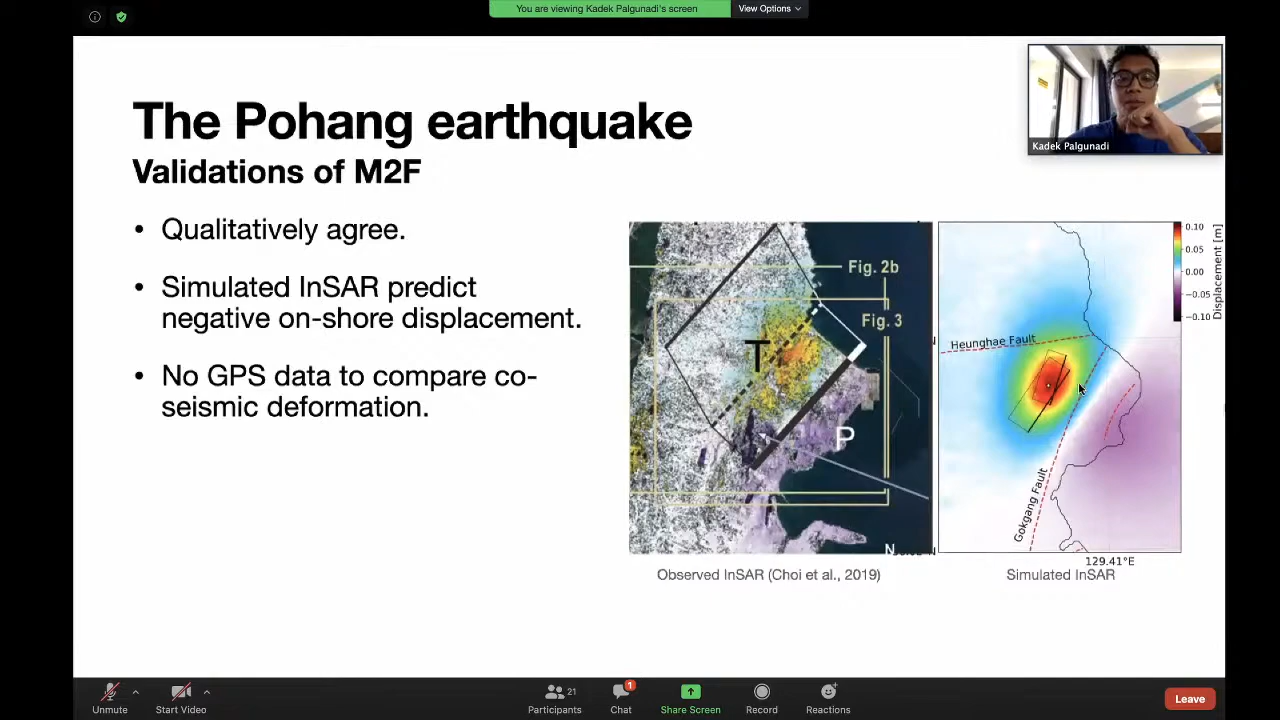 You are viewing Kadek Palgunadi's screen
View Options
The Pohang earthquake
Validations of M2F
Kadek Palgunadi
• Qualitatively agree.
• Simulated InSAR predict
negative on-shore displacement.
• No GPS data to compare co-
seismic deformation.
Fig. 2b
Fig. 3
T
P
N
Observed InSAR (Choi et al., 2019)
0.10
0.05
0.00
−0.05
−0.10
Displacement [m]
Heunghae Fault
Gokgang Fault
129.41°E
Simulated InSAR
Unmute
Start Video
21
Participants
1
Chat
Share Screen
Record
Reactions
Leave